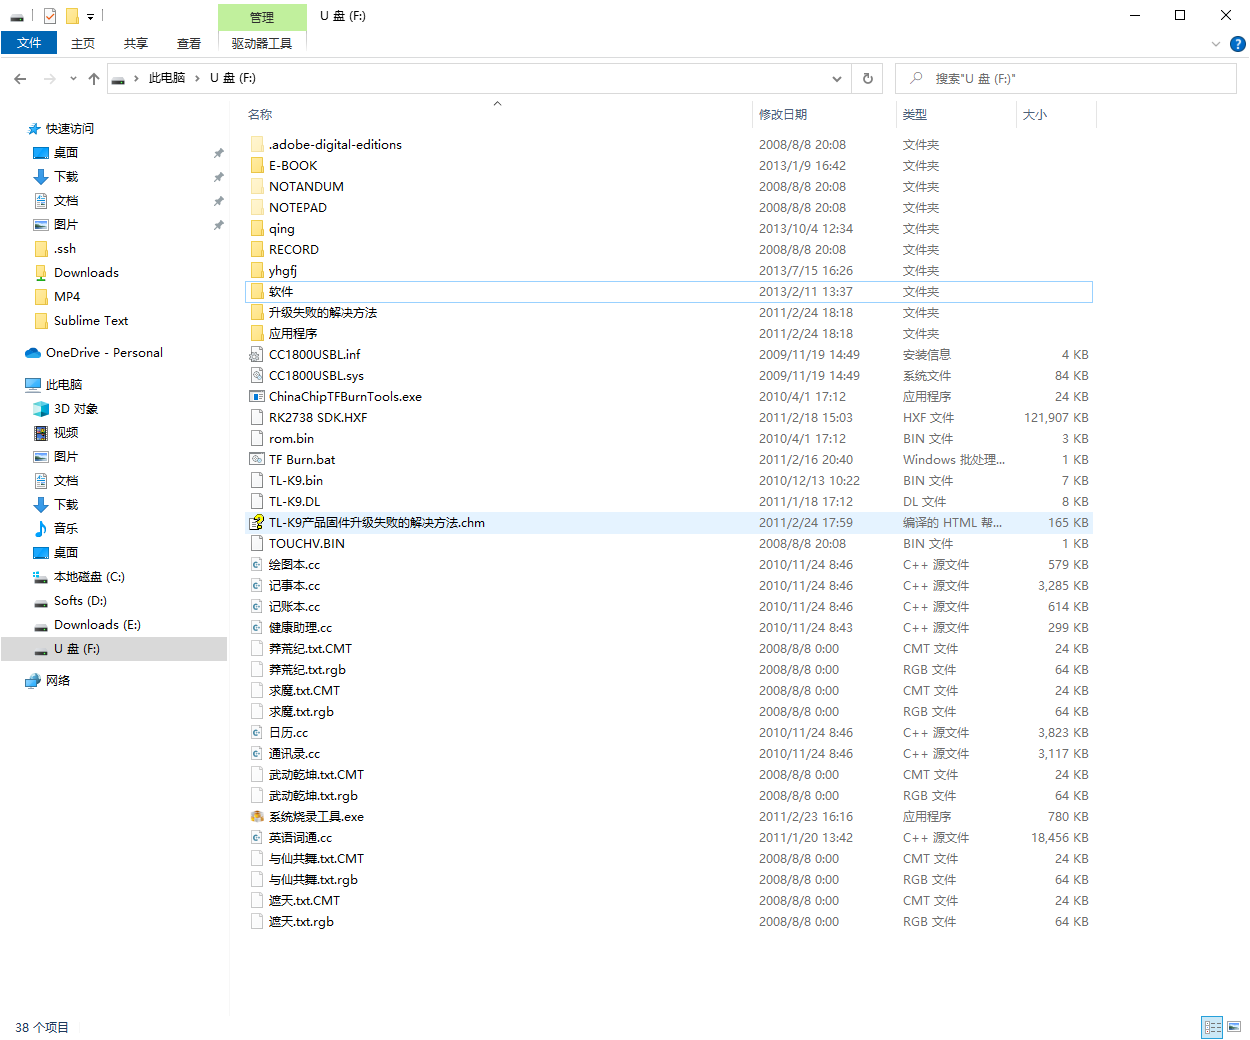 管理
U 盘 (F:)
文件 主页 共享 查看 驱动器工具
此电脑 › U 盘 (F:)
搜索"U 盘 (F:)"
快速访问
桌面
下载
文档
图片
.ssh
Downloads
MP4
Sublime Text
OneDrive - Personal
此电脑
3D 对象
视频
图片
文档
下载
音乐
桌面
本地磁盘 (C:)
Softs (D:)
Downloads (E:)
U 盘 (F:)
网络
名称 修改日期 类型 大小
.adobe-digital-editions 2008/8/8 20:08 文件夹
E-BOOK 2013/1/9 16:42 文件夹
NOTANDUM 2008/8/8 20:08 文件夹
NOTEPAD 2008/8/8 20:08 文件夹
qing 2013/10/4 12:34 文件夹
RECORD 2008/8/8 20:08 文件夹
yhgfj 2013/7/15 16:26 文件夹
软件 2013/2/11 13:37 文件夹
升级失败的解决方法 2011/2/24 18:18 文件夹
应用程序 2011/2/24 18:18 文件夹
CC1800USBL.inf 2009/11/19 14:49 安装信息 4 KB
CC1800USBL.sys 2009/11/19 14:49 系统文件 84 KB
ChinaChipTFBurnTools.exe 2010/4/1 17:12 应用程序 24 KB
RK2738 SDK.HXF 2011/2/18 15:03 HXF 文件 121,907 KB
rom.bin 2010/4/1 17:12 BIN 文件 3 KB
TF Burn.bat 2011/2/16 20:40 Windows 批处理... 1 KB
TL-K9.bin 2010/12/13 10:22 BIN 文件 7 KB
TL-K9.DL 2011/1/18 17:12 DL 文件 8 KB
TL-K9产品固件升级失败的解决方法.chm 2011/2/24 17:59 编译的 HTML 帮... 165 KB
TOUCHV.BIN 2008/8/8 20:08 BIN 文件 1 KB
绘图本.cc 2010/11/24 8:46 C++ 源文件 579 KB
记事本.cc 2010/11/24 8:46 C++ 源文件 3,285 KB
记账本.cc 2010/11/24 8:46 C++ 源文件 614 KB
健康助理.cc 2010/11/24 8:43 C++ 源文件 299 KB
莽荒纪.txt.CMT 2008/8/8 0:00 CMT 文件 24 KB
莽荒纪.txt.rgb 2008/8/8 0:00 RGB 文件 64 KB
求魔.txt.CMT 2008/8/8 0:00 CMT 文件 24 KB
求魔.txt.rgb 2008/8/8 0:00 RGB 文件 64 KB
日历.cc 2010/11/24 8:46 C++ 源文件 3,823 KB
通讯录.cc 2010/11/24 8:46 C++ 源文件 3,117 KB
武动乾坤.txt.CMT 2008/8/8 0:00 CMT 文件 24 KB
武动乾坤.txt.rgb 2008/8/8 0:00 RGB 文件 64 KB
系统烧录工具.exe 2011/2/23 16:16 应用程序 780 KB
英语词通.cc 2011/1/20 13:42 C++ 源文件 18,456 KB
与仙共舞.txt.CMT 2008/8/8 0:00 CMT 文件 24 KB
与仙共舞.txt.rgb 2008/8/8 0:00 RGB 文件 64 KB
遮天.txt.CMT 2008/8/8 0:00 CMT 文件 24 KB
遮天.txt.rgb 2008/8/8 0:00 RGB 文件 64 KB
38 个项目